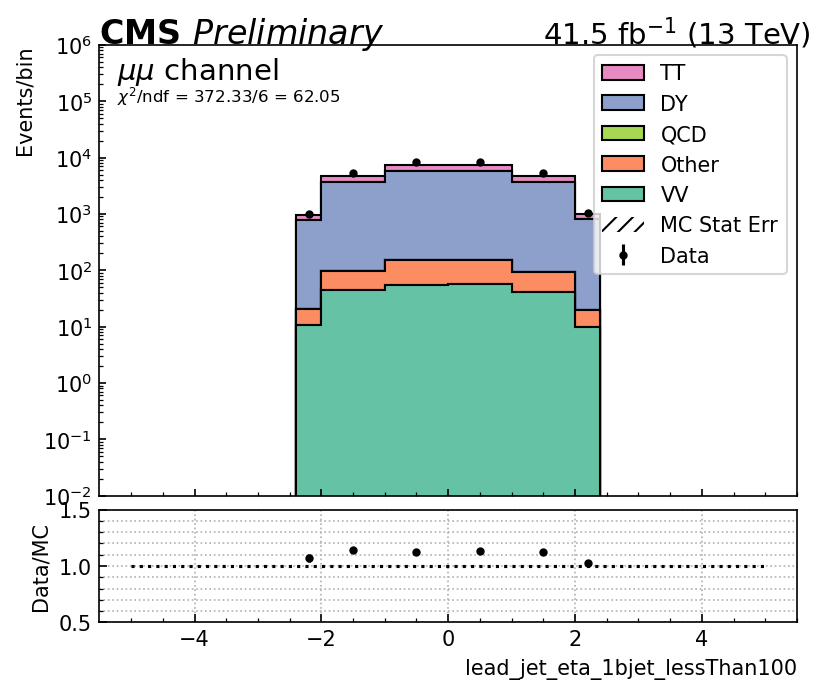 CMS Preliminary 41.5 fb⁻¹ (13 TeV)
Events/bin
10⁶
10⁵
10⁴
10³
10²
10¹
10⁰
10⁻¹
10⁻²
μμ channel
χ²/ndf = 372.33/6 = 62.05
TT
DY
QCD
Other
VV
MC Stat Err
Data
Data/MC
1.5
1.0
0.5
−4 −2 0 2 4
lead_jet_eta_1bjet_lessThan100